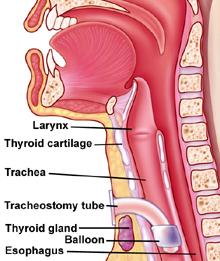 Larynx
Thyroid cartilage
Trachea
Tracheostomy tube
Thyroid gland
Balloon
Esophagus